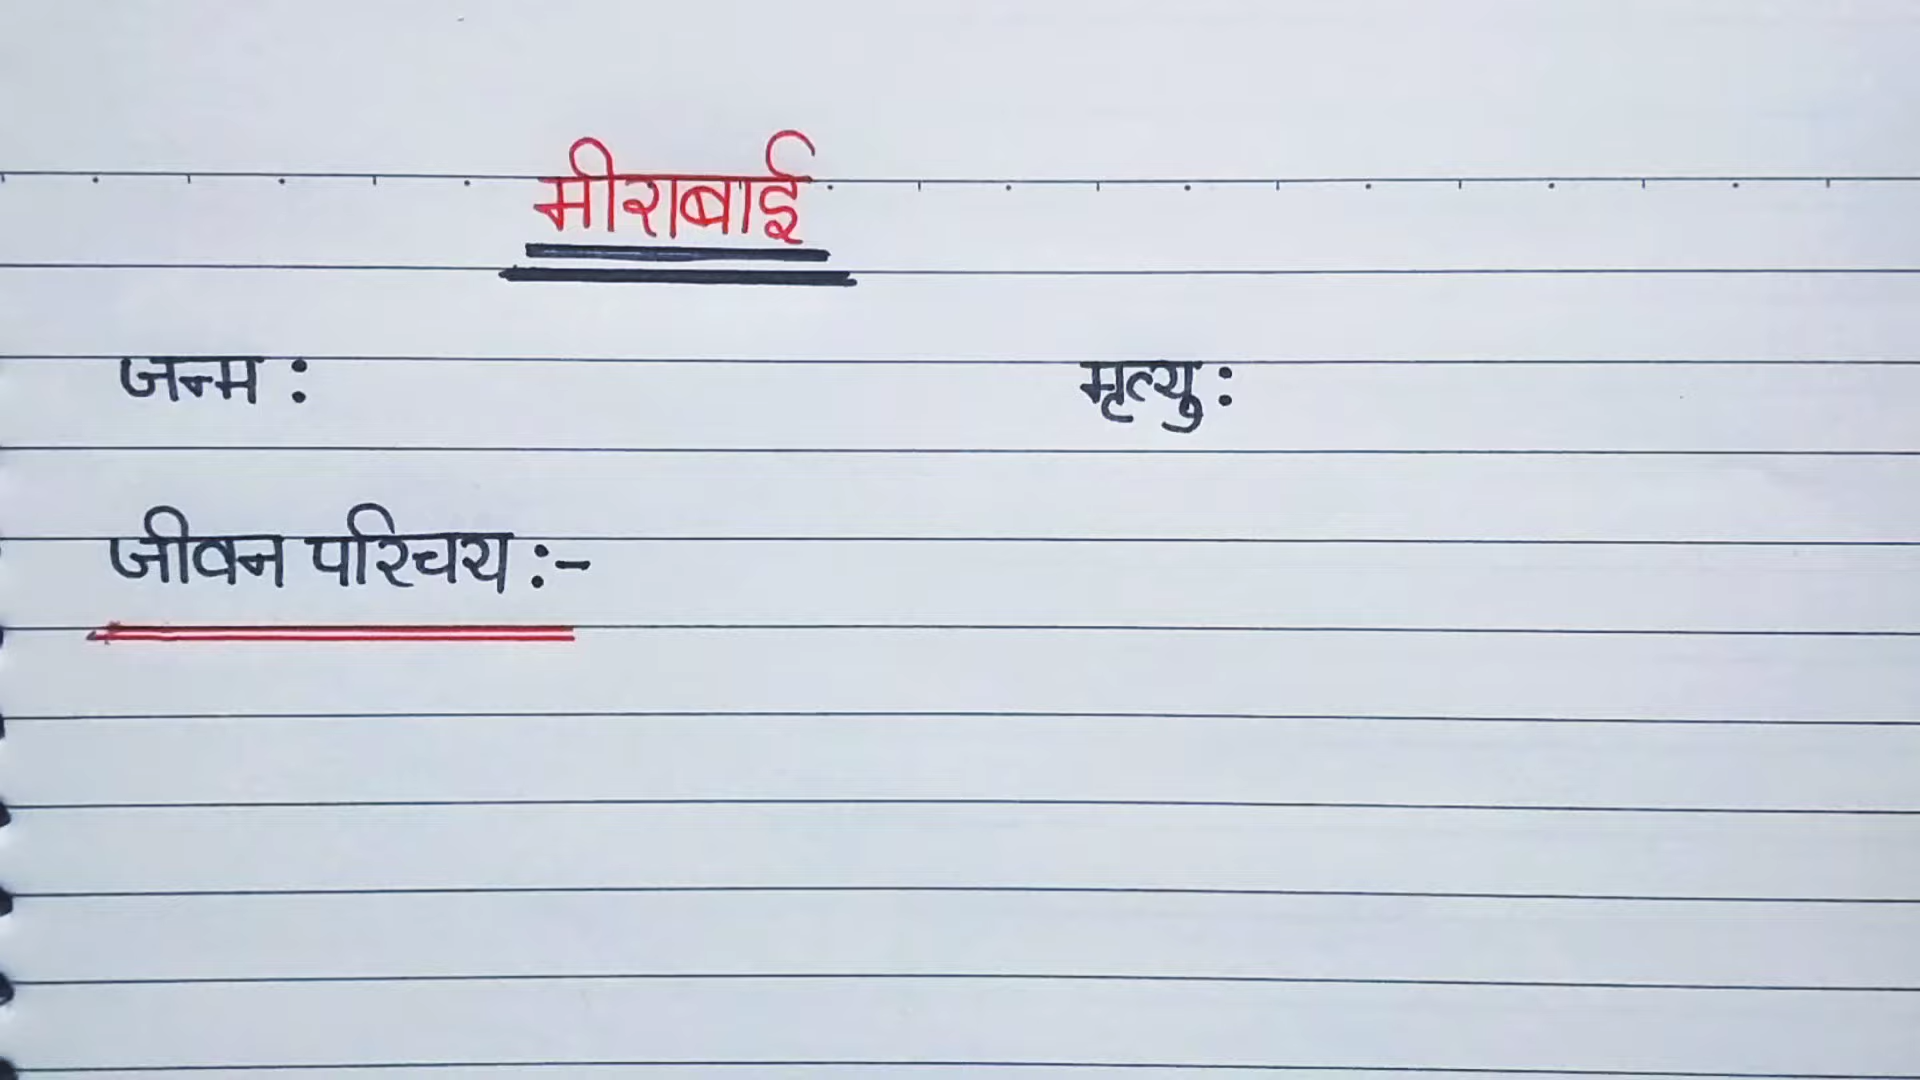 मीराबाई
जन्म : मृत्यु :
जीवन परिचय :-